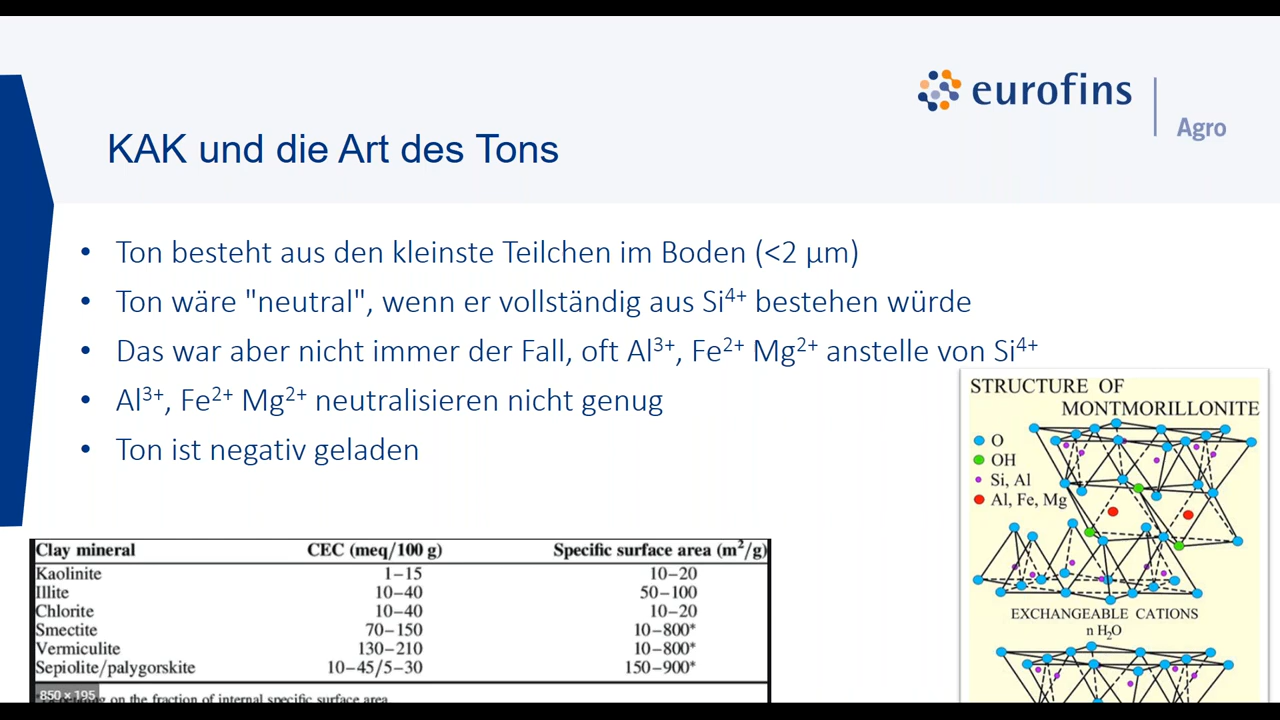 eurofins
Agro
KAK und die Art des Tons
• Ton besteht aus den kleinste Teilchen im Boden (<2 µm)
• Ton wäre "neutral", wenn er vollständig aus Si⁴⁺ bestehen würde
• Das war aber nicht immer der Fall, oft Al³⁺, Fe²⁺ Mg²⁺ anstelle von Si⁴⁺
• Al³⁺, Fe²⁺ Mg²⁺ neutralisieren nicht genug
• Ton ist negativ geladen
Clay mineral CEC (meq/100 g) Specific surface area (m²/g)
Kaolinite 1–15 10–20
Illite 10–40 50–100
Chlorite 10–40 10–20
Smectite 70–150 10–800*
Vermiculite 130–210 10–800*
Sepiolite/palygorskite 10–45/5–30 150–900*
850 × 195
on the fraction of internal specific surface area
STRUCTURE OF
MONTMORILLONITE
O
OH
Si, Al
Al, Fe, Mg
EXCHANGEABLE CATIONS
n H₂O